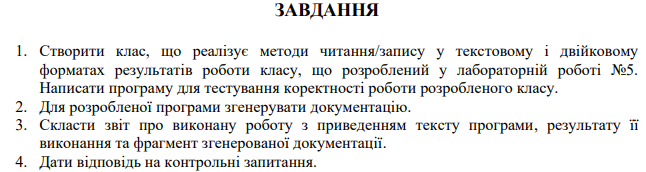 ЗАВДАННЯ
1. Створити клас, що реалізує методи читання/запису у текстовому і двійковому
форматах результатів роботи класу, що розроблений у лабораторній роботі №5.
Написати програму для тестування коректності роботи розробленого класу.
2. Для розробленої програми згенерувати документацію.
3. Скласти звіт про виконану роботу з приведенням тексту програми, результату її
виконання та фрагмент згенерованої документації.
4. Дати відповідь на контрольні запитання.